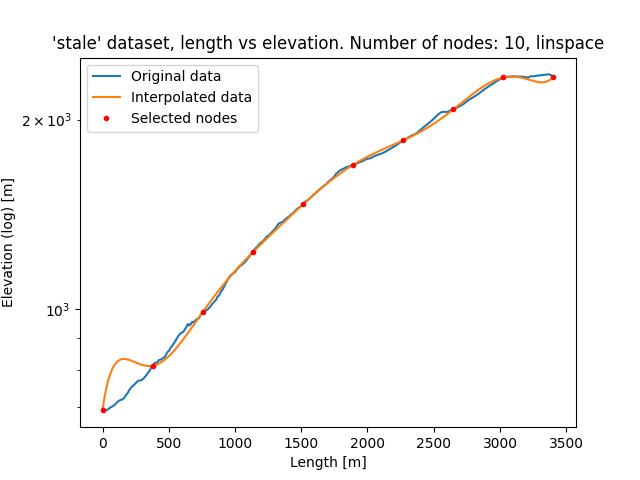 'stale' dataset, length vs elevation. Number of nodes: 10, linspace
Original data
Interpolated data
Selected nodes
Elevation (log) [m]
2 × 10³
10³
0 500 1000 1500 2000 2500 3000 3500
Length [m]